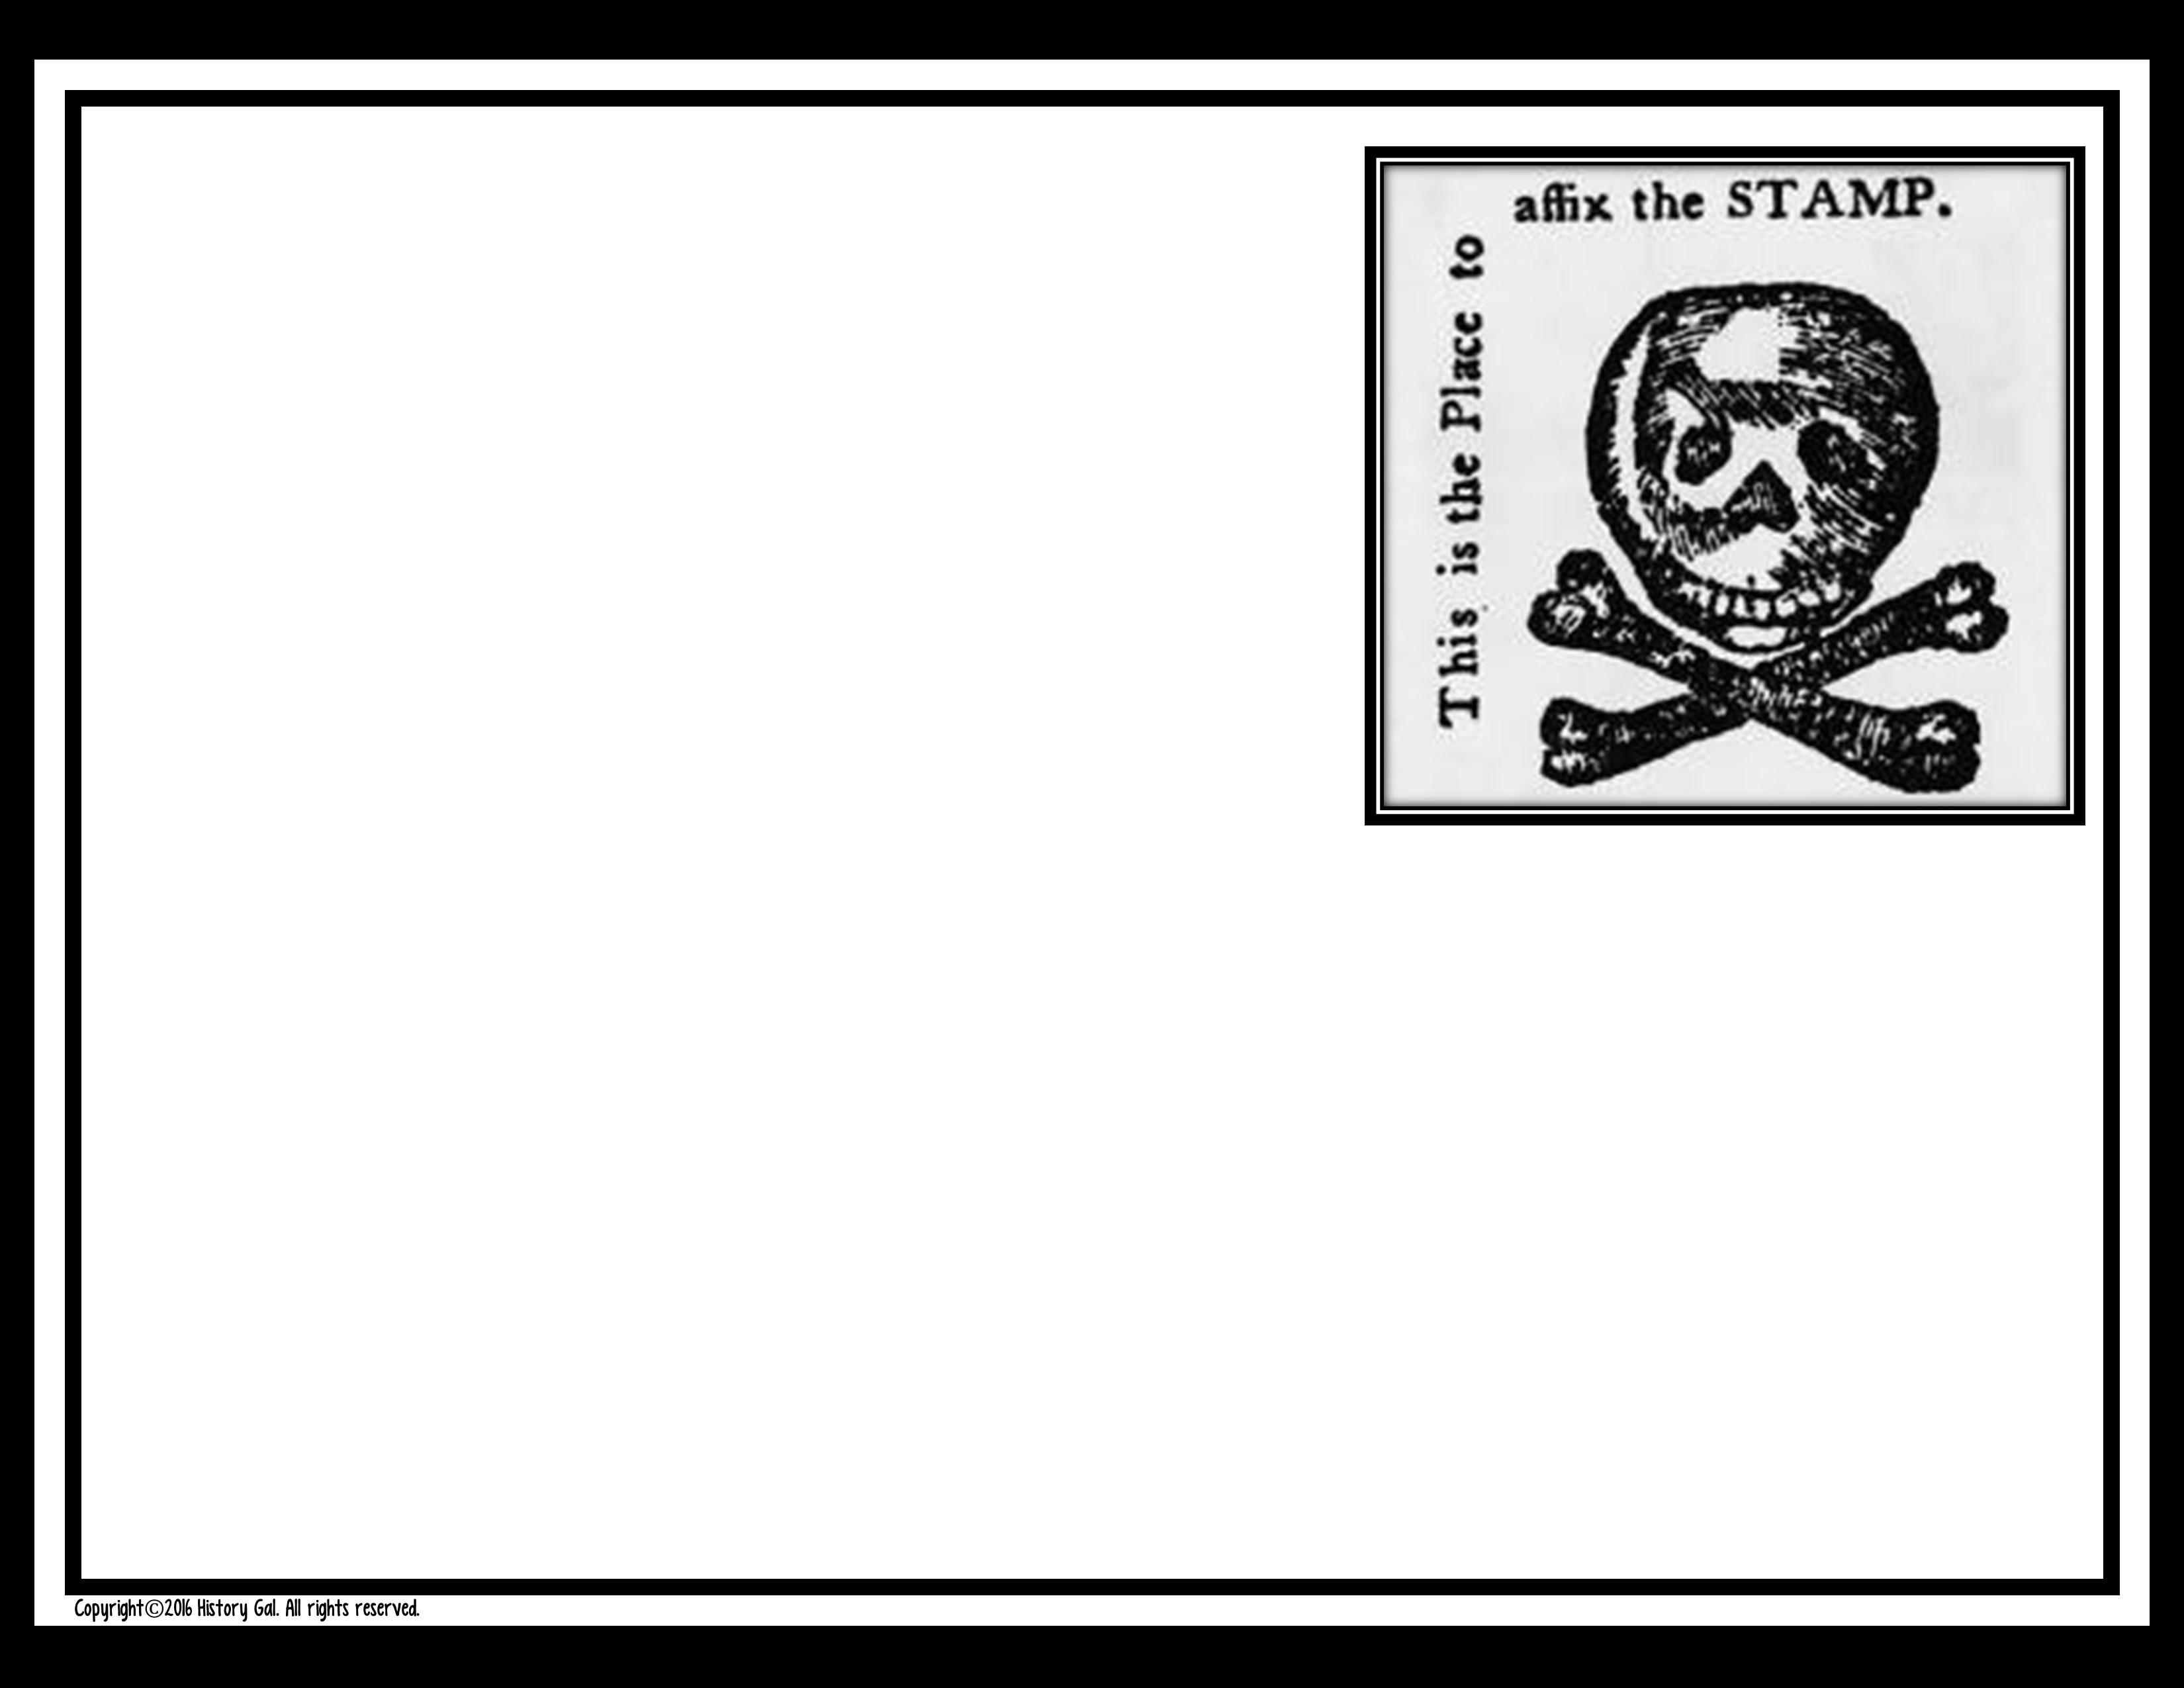 This is the Place to
affix the STAMP.
Copyright©2016 History Gal. All rights reserved.